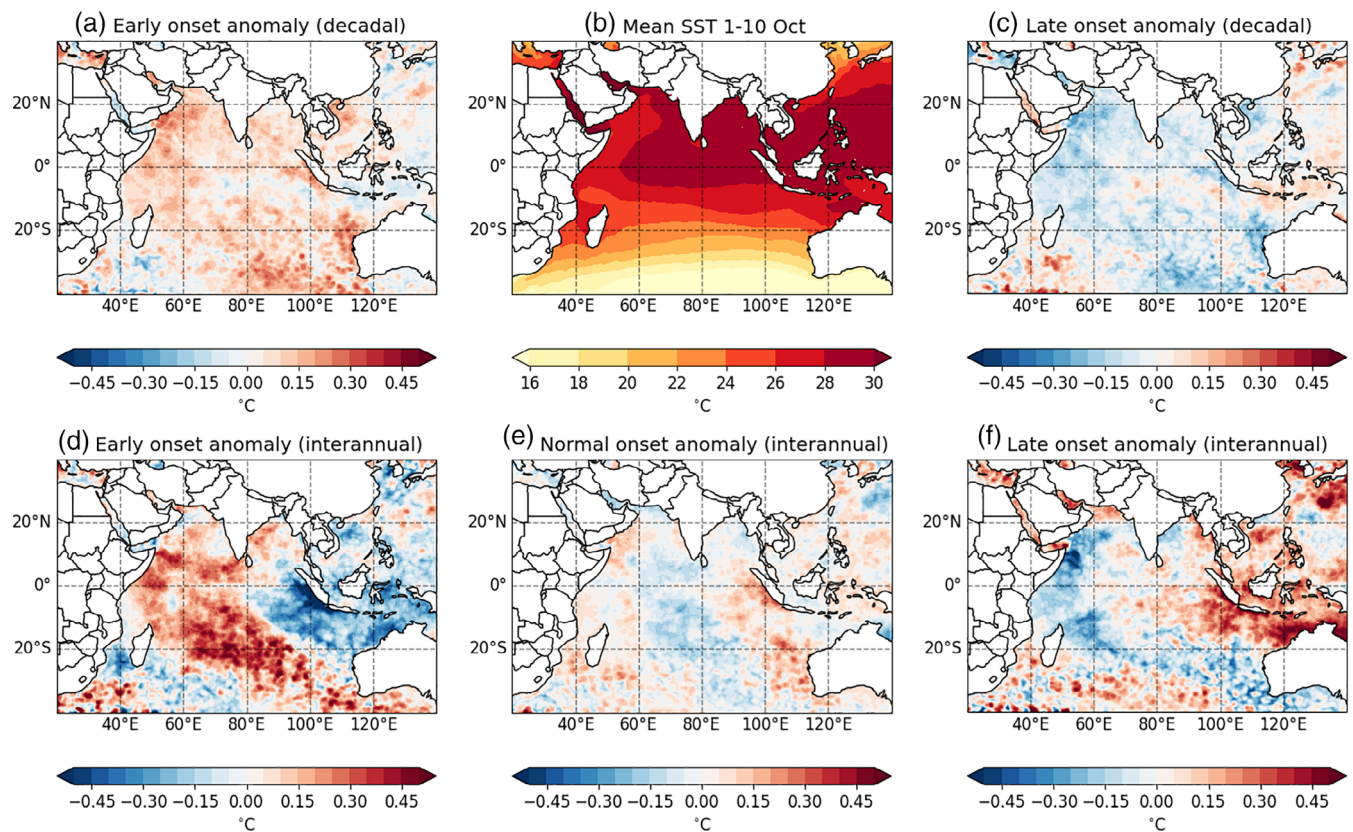 (a) Early onset anomaly (decadal)
(b) Mean SST 1-10 Oct
(c) Late onset anomaly (decadal)
20°N
0°
20°S
40°E 60°E 80°E 100°E 120°E
40°E 60°E 80°E 100°E 120°E
20°N
0°
20°S
40°E 60°E 80°E 100°E 120°E
−0.45 −0.30 −0.15 0.00 0.15 0.30 0.45
°C
16 18 20 22 24 26 28 30
°C
−0.45 −0.30 −0.15 0.00 0.15 0.30 0.45
°C
(d) Early onset anomaly (interannual)
(e) Normal onset anomaly (interannual)
(f) Late onset anomaly (interannual)
20°N
0°
20°S
40°E 60°E 80°E 100°E 120°E
40°E 60°E 80°E 100°E 120°E
20°N
0°
20°S
40°E 60°E 80°E 100°E 120°E
−0.45 −0.30 −0.15 0.00 0.15 0.30 0.45
°C
−0.45 −0.30 −0.15 0.00 0.15 0.30 0.45
°C
−0.45 −0.30 −0.15 0.00 0.15 0.30 0.45
°C